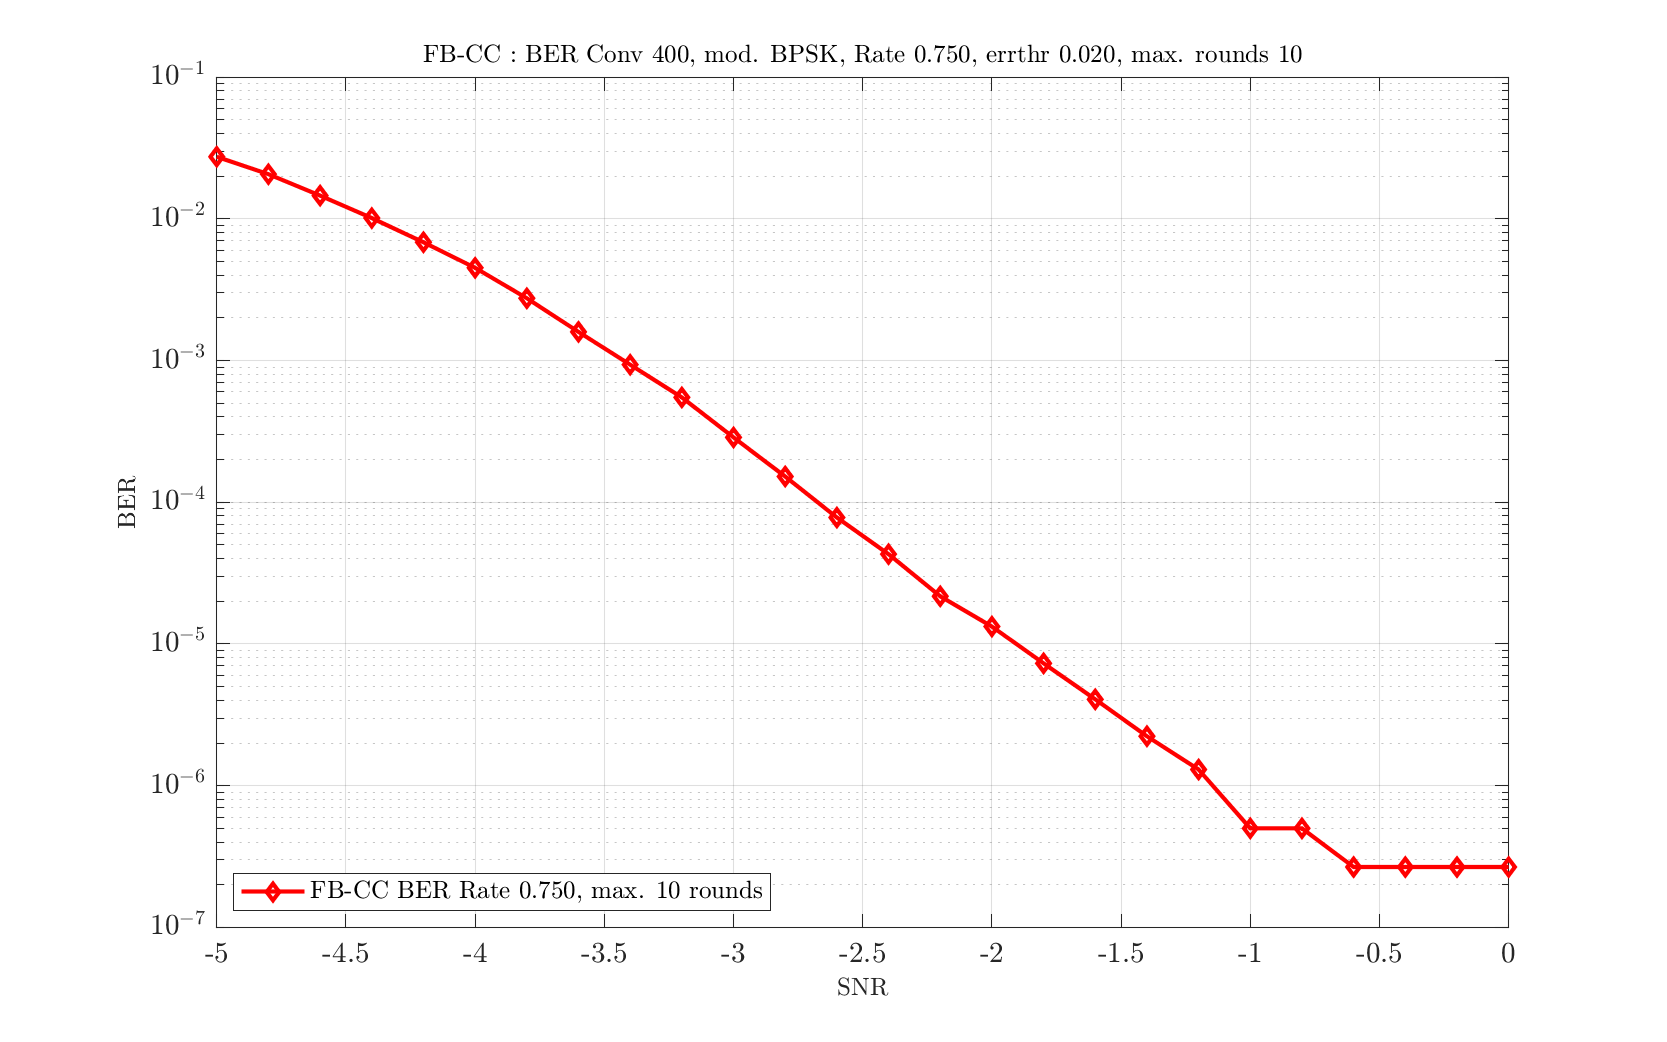 FB-CC : BER Conv 400, mod. BPSK, Rate 0.750, errthr 0.020, max. rounds 10
10^{-1}
10^{-2}
10^{-3}
10^{-4}
10^{-5}
10^{-6}
10^{-7}
BER
FB-CC BER Rate 0.750, max. 10 rounds
-5 -4.5 -4 -3.5 -3 -2.5 -2 -1.5 -1 -0.5 0
SNR